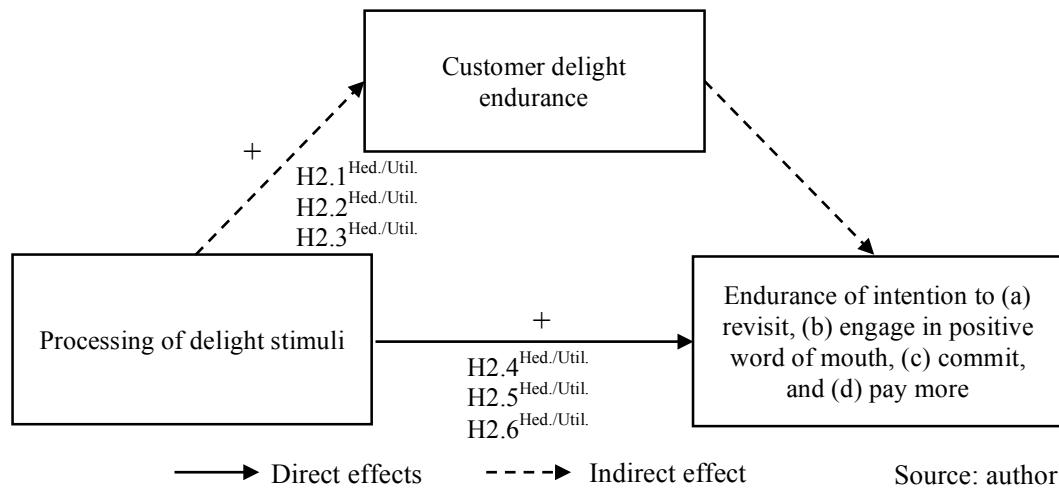 Customer delight
endurance
+
H2.1Hed./Util.
H2.2Hed./Util.
H2.3Hed./Util.
Processing of delight stimuli
+
H2.4Hed./Util.
H2.5Hed./Util.
H2.6Hed./Util.
Endurance of intention to (a)
revisit, (b) engage in positive
word of mouth, (c) commit,
and (d) pay more
Direct effects
Indirect effect
Source: author